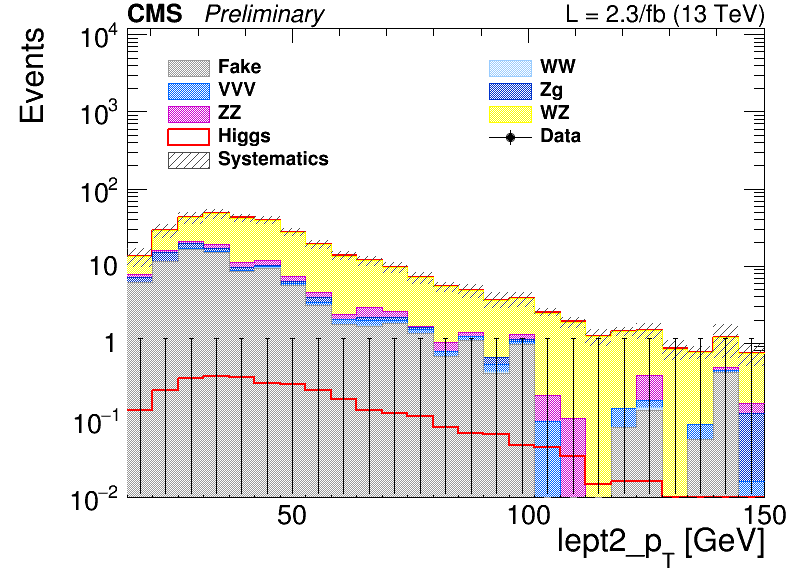 CMS Preliminary L = 2.3/fb (13 TeV)
Events
10^4
10^3
10^2
10
1
10^−1
10^−2
Fake
VVV
ZZ
Higgs
Systematics
WW
Zg
WZ
Data
50 100 150
lept2_p_T [GeV]